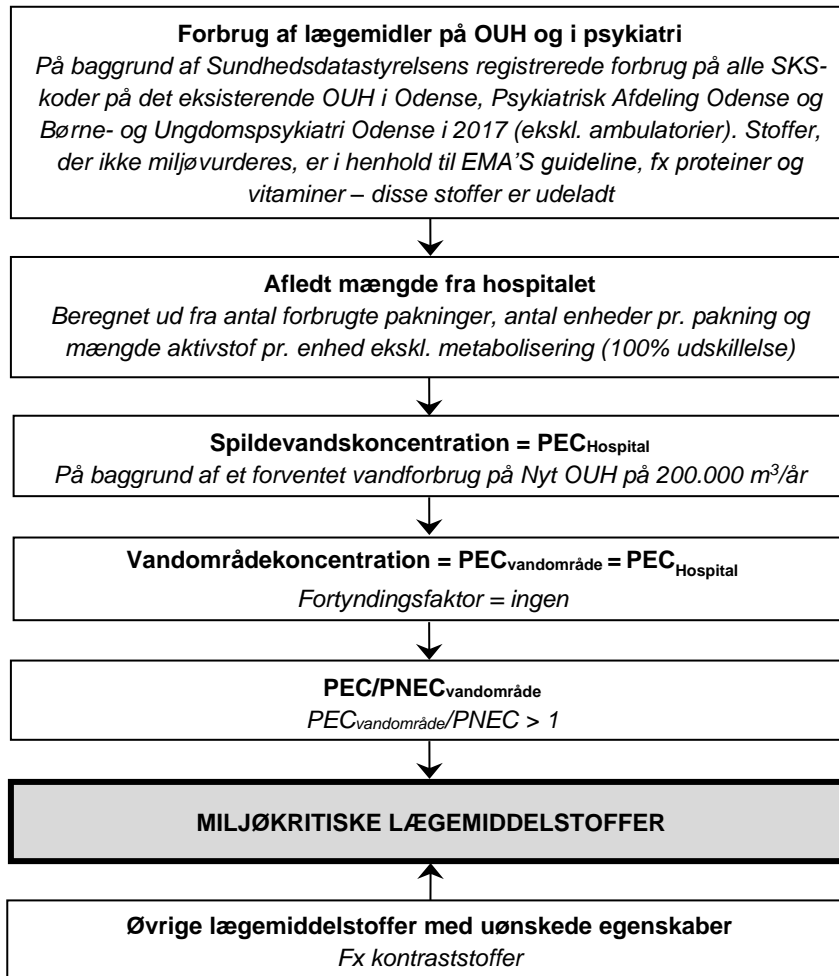 Forbrug af lægemidler på OUH og i psykiatri
På baggrund af Sundhedsdatastyrelsens registrerede forbrug på alle SKS-
koder på det eksisterende OUH i Odense, Psykiatrisk Afdeling Odense og
Børne- og Ungdomspsykiatri Odense i 2017 (ekskl. ambulatorier). Stoffer,
der ikke miljøvurderes, er i henhold til EMA'S guideline, fx proteiner og
vitaminer – disse stoffer er udeladt
Afledt mængde fra hospitalet
Beregnet ud fra antal forbrugte pakninger, antal enheder pr. pakning og
mængde aktivstof pr. enhed ekskl. metabolisering (100% udskillelse)
Spildevandskoncentration = PECHospital
På baggrund af et forventet vandforbrug på Nyt OUH på 200.000 m³/år
Vandområdekoncentration = PECvandområde = PECHospital
Fortyndingsfaktor = ingen
PEC/PNECvandområde
PECvandområde/PNEC > 1
MILJØKRITISKE LÆGEMIDDELSTOFFER
Øvrige lægemiddelstoffer med uønskede egenskaber
Fx kontraststoffer